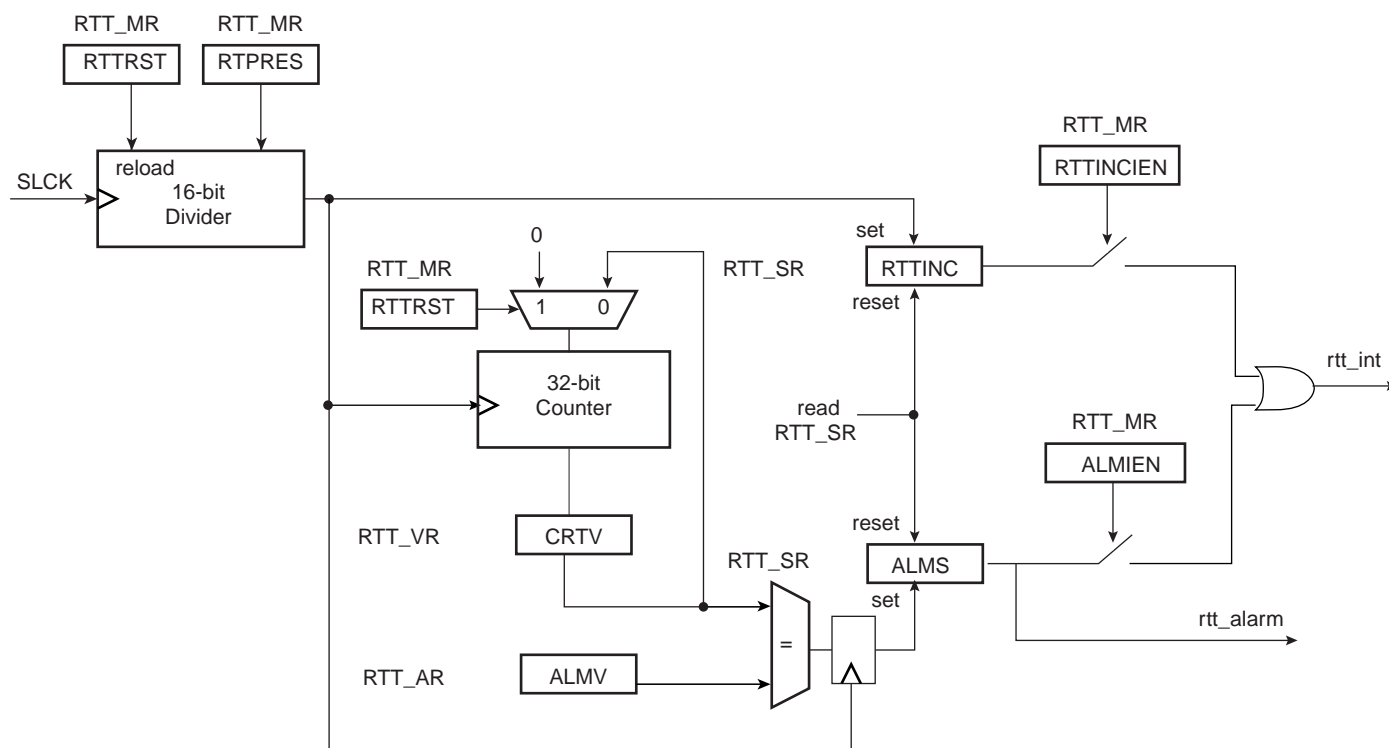 RTT_MR
RTT_MR
RTTRST
RTPRES
RTT_MR
reload
RTTINCIEN
SLCK
16-bit
Divider
set
0
RTT_MR
RTT_SR
RTTINC
RTTRST
1
0
reset
32-bit
Counter
rtt_int
read
RTT_SR
RTT_MR
ALMIEN
reset
RTT_VR
CRTV
RTT_SR
ALMS
set
rtt_alarm
=
RTT_AR
ALMV